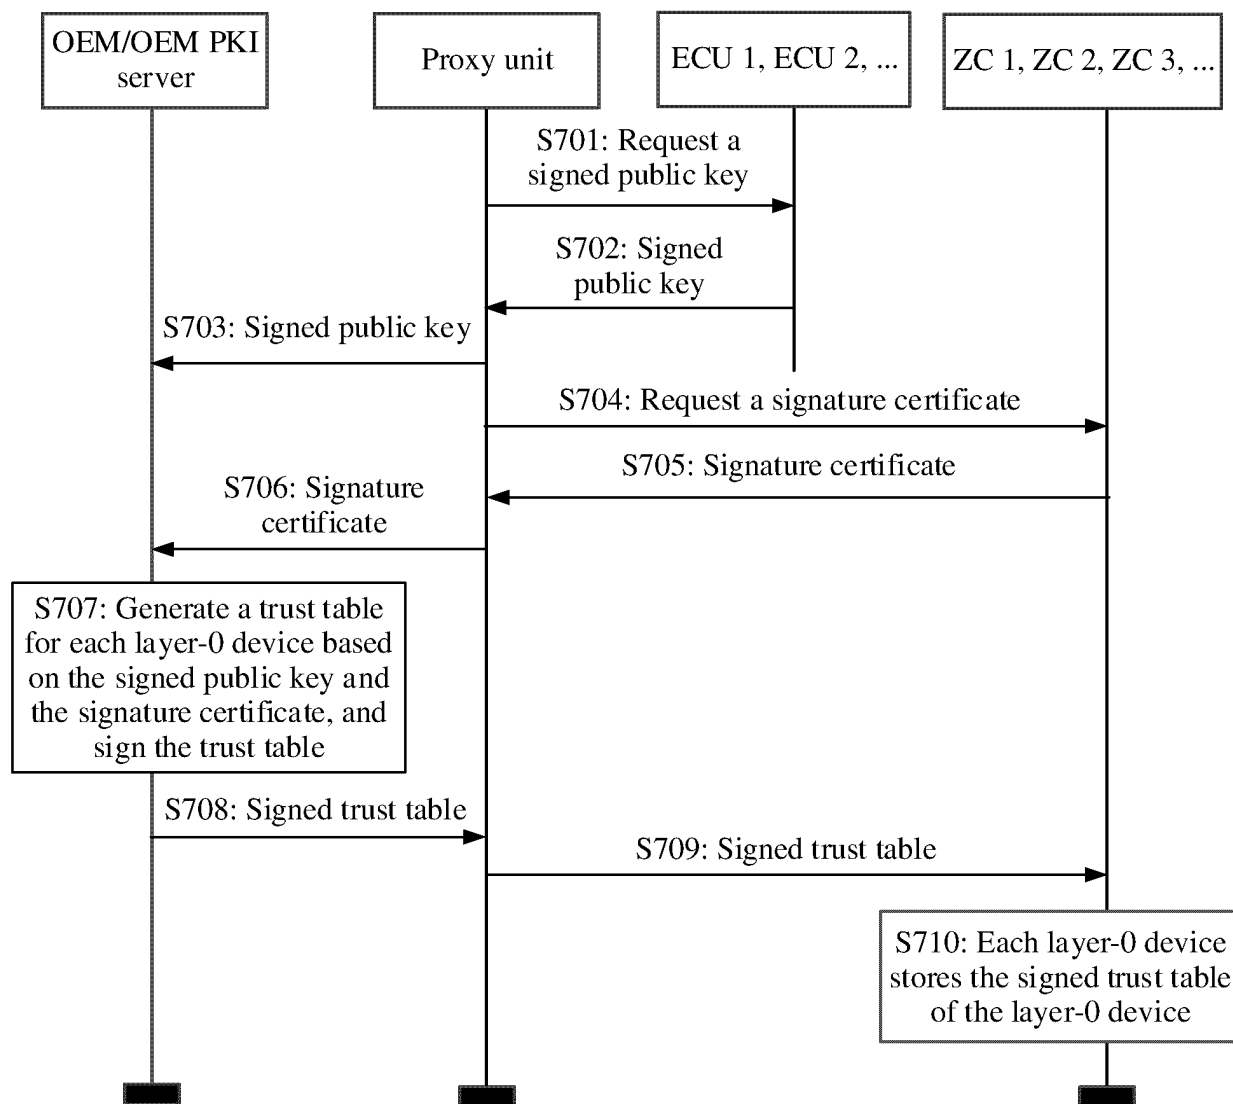 OEM/OEM PKI
server
Proxy unit
ECU 1, ECU 2, ...
ZC 1, ZC 2, ZC 3, ...
S701: Request a
signed public key
S702: Signed
public key
S703: Signed public key
S704: Request a signature certificate
S705: Signature certificate
S706: Signature
certificate
S707: Generate a trust table
for each layer-0 device based
on the signed public key and
the signature certificate, and
sign the trust table
S708: Signed trust table
S709: Signed trust table
S710: Each layer-0 device
stores the signed trust table
of the layer-0 device